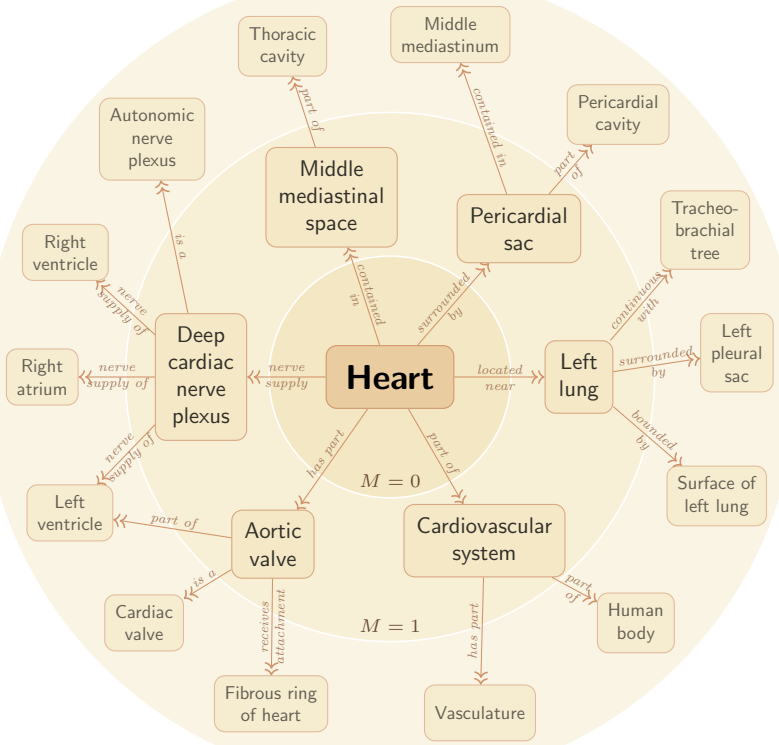 Middle
mediastinum
Thoracic
cavity
part of
contained in
Pericardial
cavity
part
of
Autonomic
nerve
plexus
is a
Middle
mediastinal
space
Pericardial
sac
Tracheo-
brachial
tree
continuous
with
Right
ventricle
nerve
supply of
contained
in
surrounded
by
Deep
cardiac
nerve
plexus
Left
pleural
sac
surrounded
by
Right
atrium
nerve
supply of
nerve
supply
Heart
located
near
Left
lung
bounded
by
nerve
supply of
has part
part of
Surface of
left lung
M = 0
Left
ventricle
part of
Aortic
valve
Cardiovascular
system
is a
receives
attachment
has part
part
of
Cardiac
valve
M = 1
Human
body
Fibrous ring
of heart
Vasculature